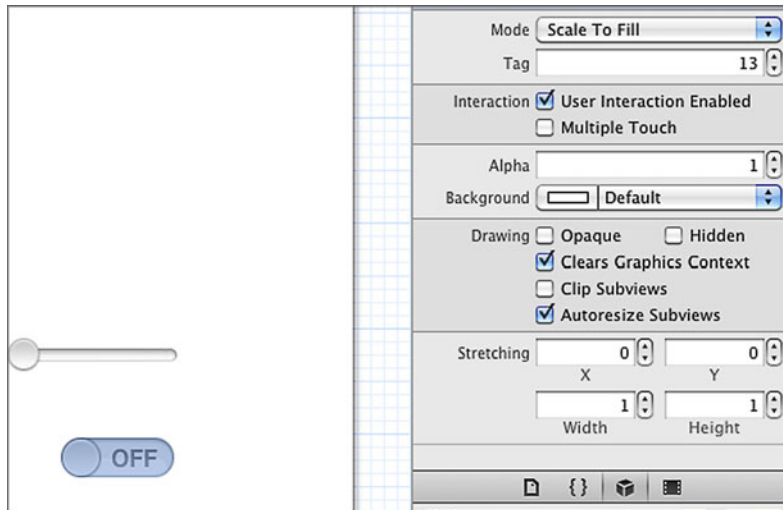 Mode Scale To Fill
Tag 13
Interaction User Interaction Enabled
Multiple Touch
Alpha 1
Background Default
Drawing Opaque Hidden
Clears Graphics Context
Clip Subviews
Autoresize Subviews
Stretching 0 0
X Y
1 1
Width Height
OFF
{}